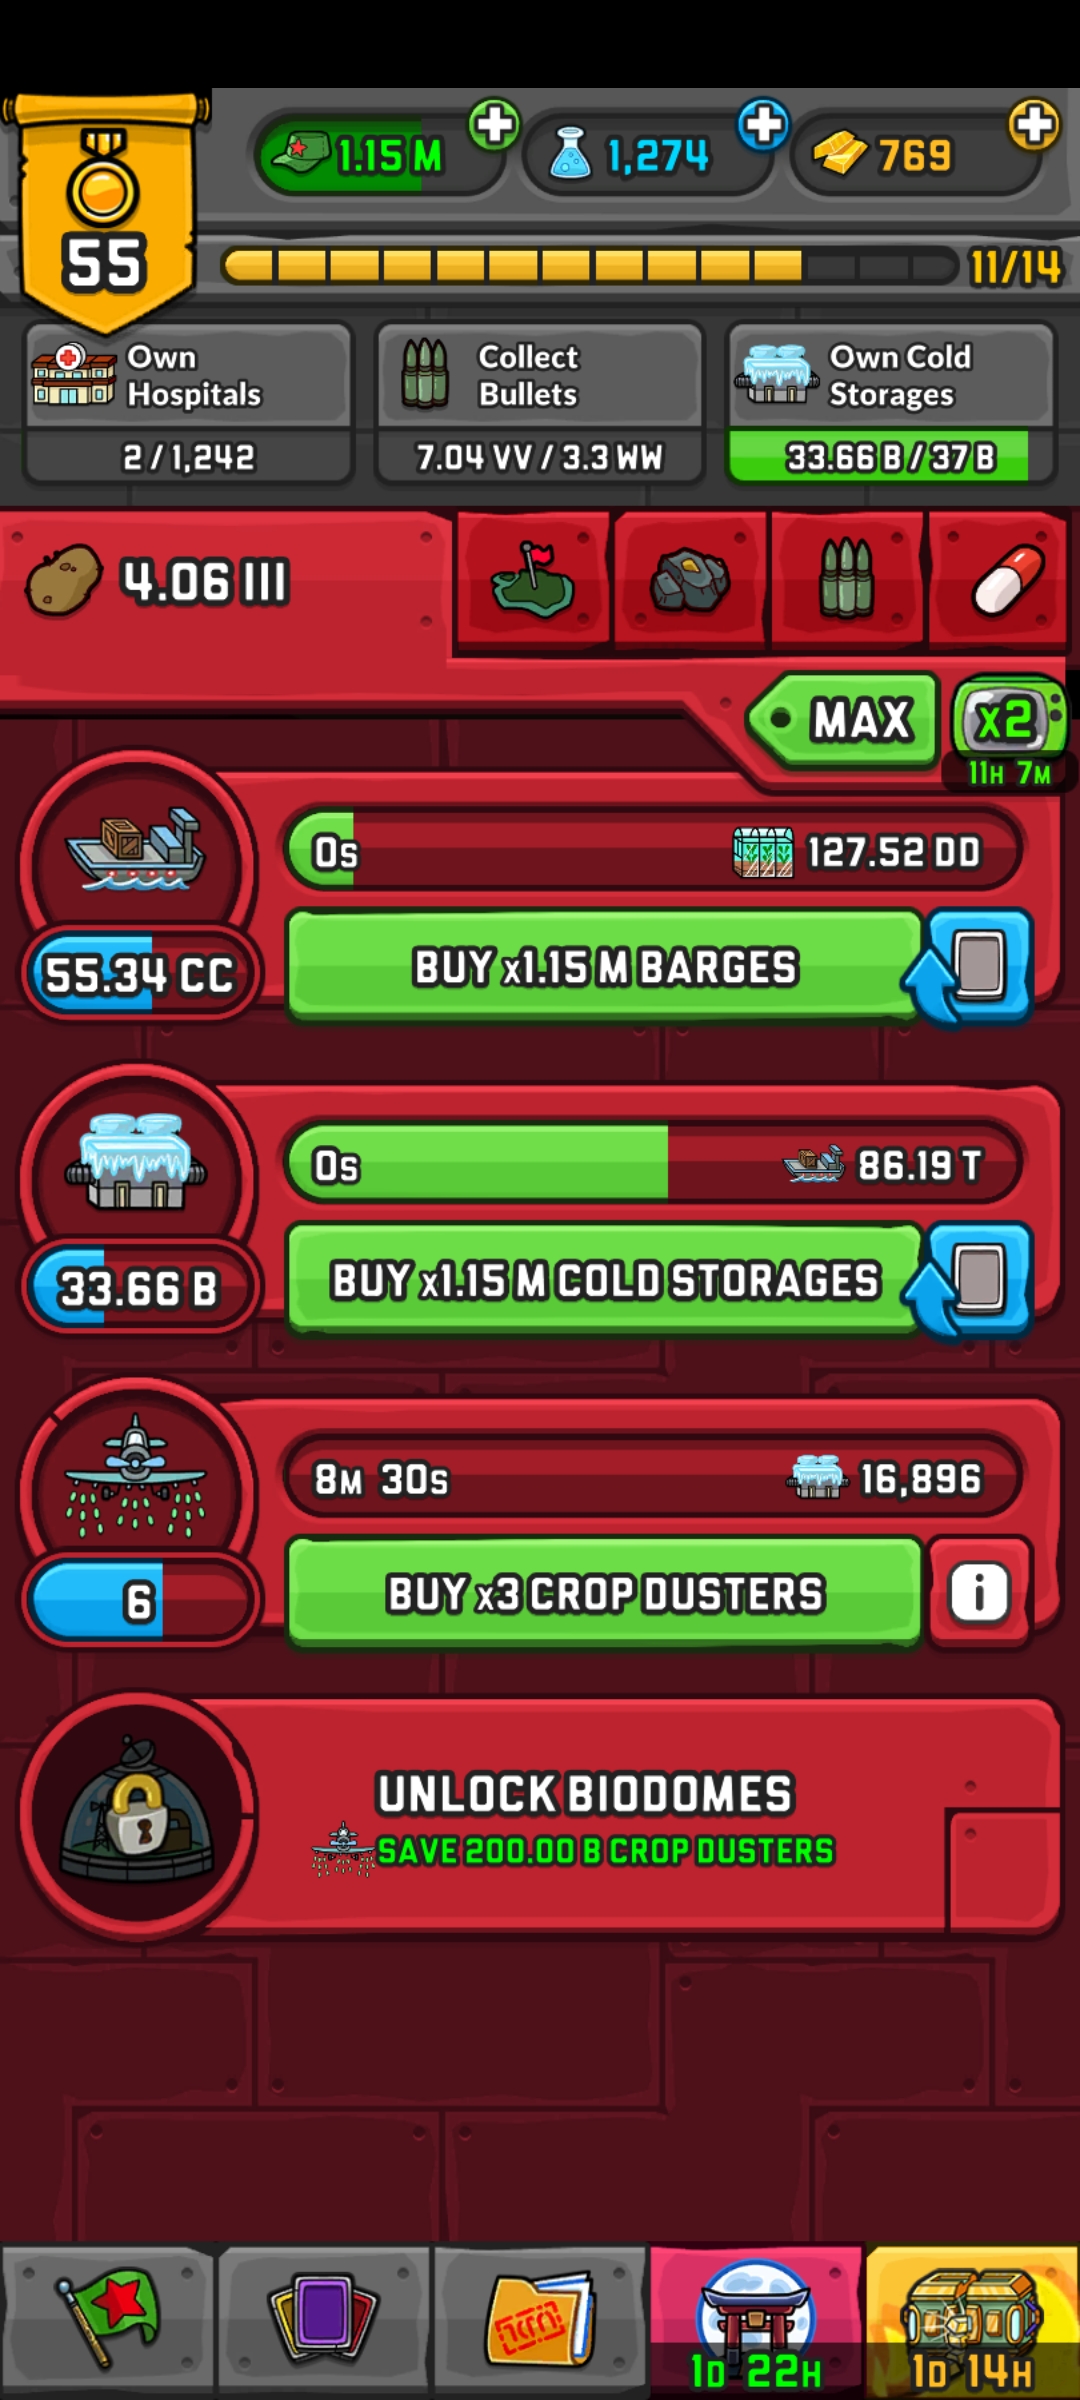 1.15 M
1,274
769
55
11/14
Own
Hospitals
2 / 1,242
Collect
Bullets
7.04 VV / 3.3 WW
Own Cold
Storages
33.66 B / 37 B
4.06 III
MAX
x2
11H 7M
0s
127.52 DD
55.34 CC
BUY x1.15 M BARGES
0s
86.19 T
33.66 B
BUY x1.15 M COLD STORAGES
8M 30s
16,896
6
BUY x3 CROP DUSTERS
i
UNLOCK BIODOMES
SAVE 200.00 B CROP DUSTERS
1D 22H
1D 14H